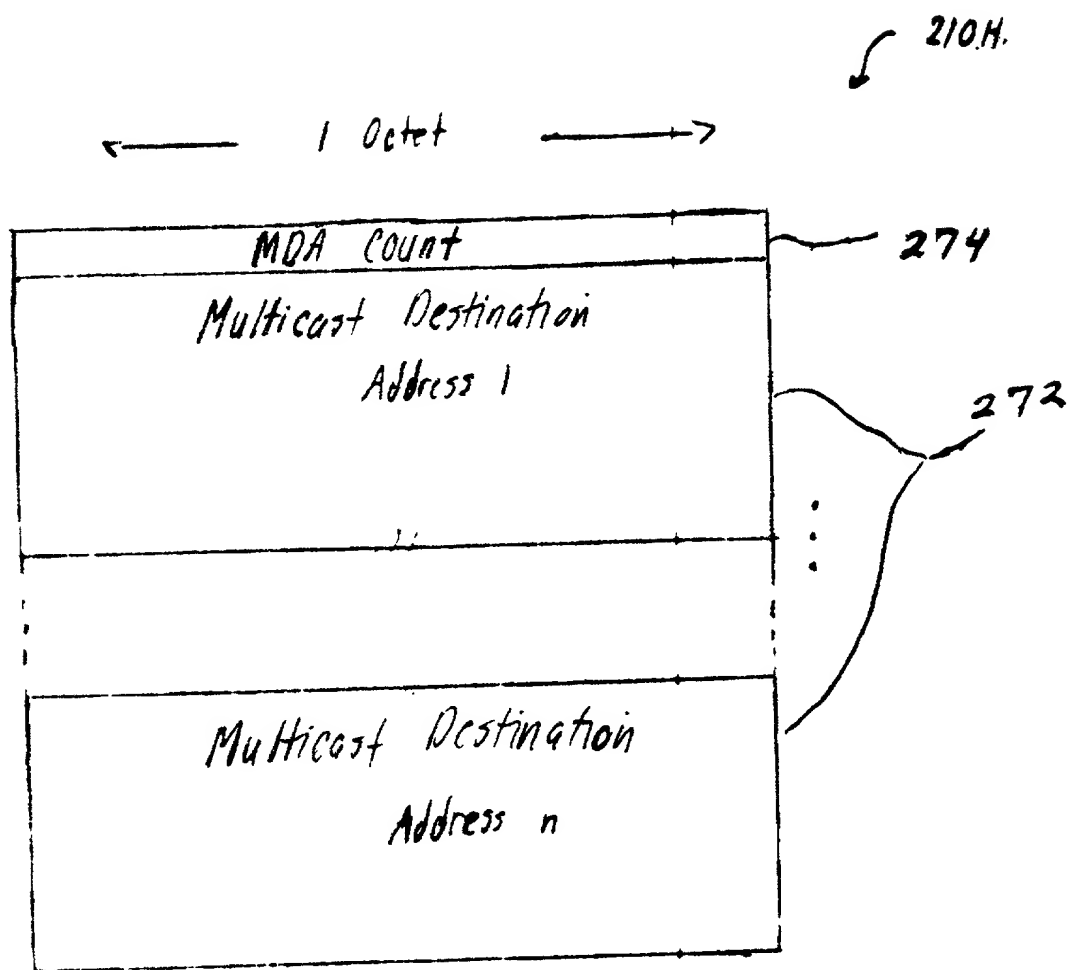 210H.
1 Octet
MDA Count
274
Multicast Destination
Address 1
272
Multicast Destination
Address n